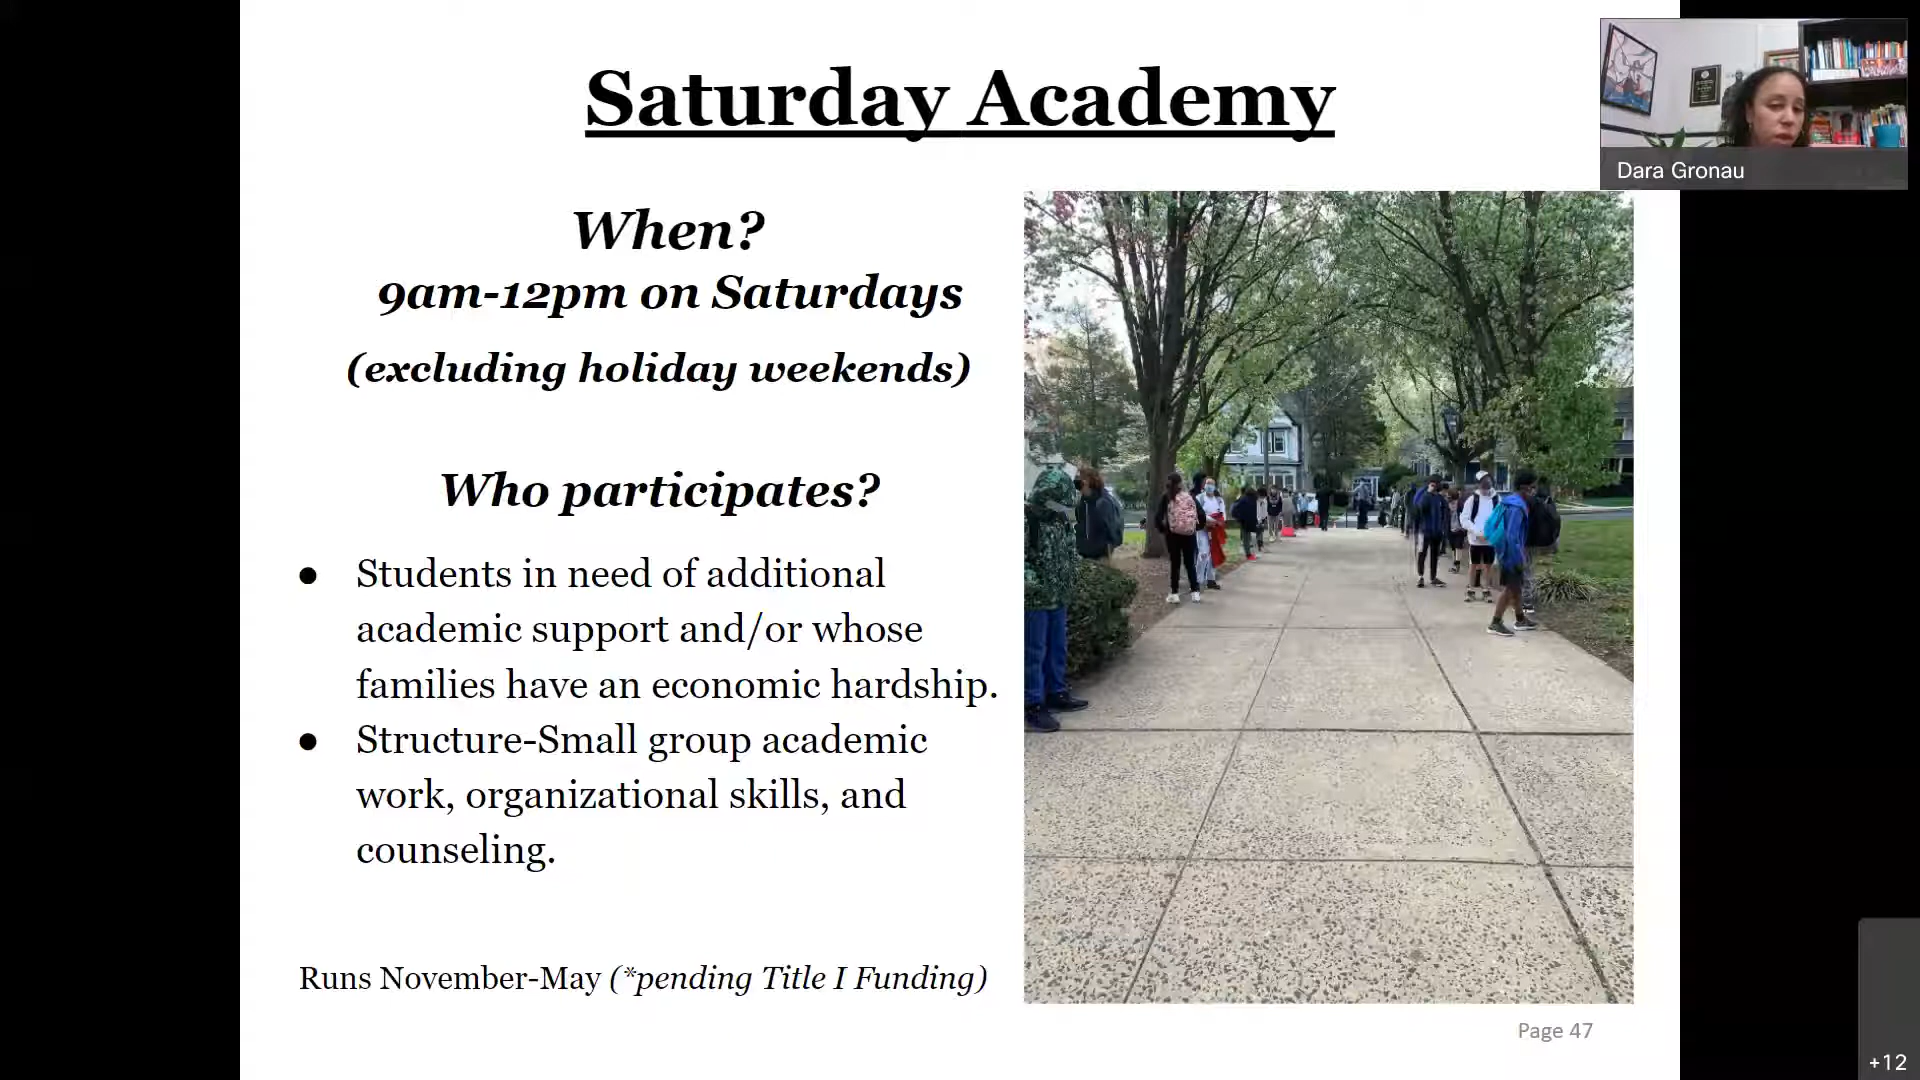 Saturday Academy
Dara Gronau
When?
9am-12pm on Saturdays
(excluding holiday weekends)
Who participates?
● Students in need of additional
academic support and/or whose
families have an economic hardship.
● Structure-Small group academic
work, organizational skills, and
counseling.
Runs November-May (*pending Title I Funding)
Page 47
+12